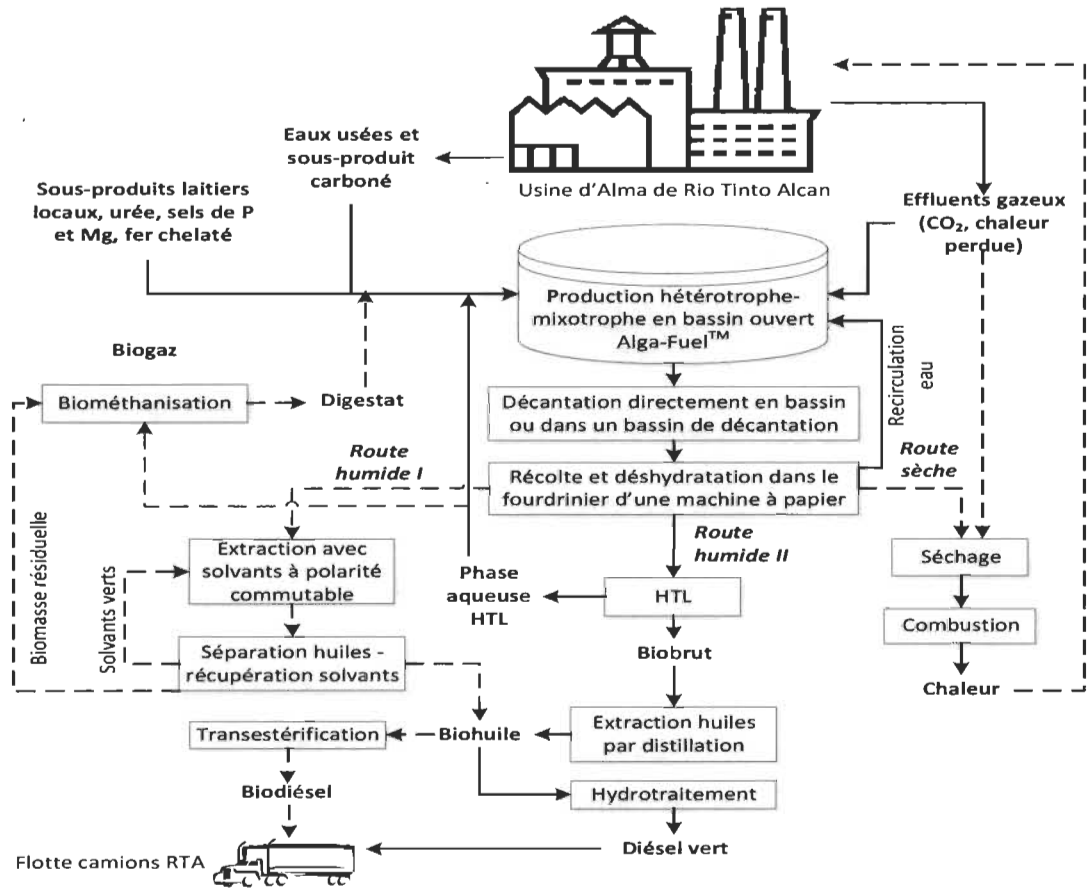 Usine d'Alma de Rio Tinto Alcan
Eaux usées et
sous-produit
carboné
Sous-produits laitiers
locaux, urée, sels de P
et Mg, fer chelaté
Effluents gazeux
(CO₂, chaleur
perdue)
Production hétérotrophe-
mixotrophe en bassin ouvert
Alga-Fuel™
Recirculation
eau
Biogaz
Biométhanisation
Digestat
Décantation directement en bassin
ou dans un bassin de décantation
Route
humide I
Récolte et déshydratation dans le
fourdrinier d'une machine à papier
Route
sèche
Route
humide II
Biomasse résiduelle
Solvants verts
Extraction avec
solvants à polarité
commutable
Phase
aqueuse
HTL
HTL
Séchage
Combustion
Chaleur
Séparation huiles -
récupération solvants
Biobrut
Transestérification
Biohuile
Extraction huiles
par distillation
Biodiésel
Hydrotraitement
Diésel vert
Flotte camions RTA